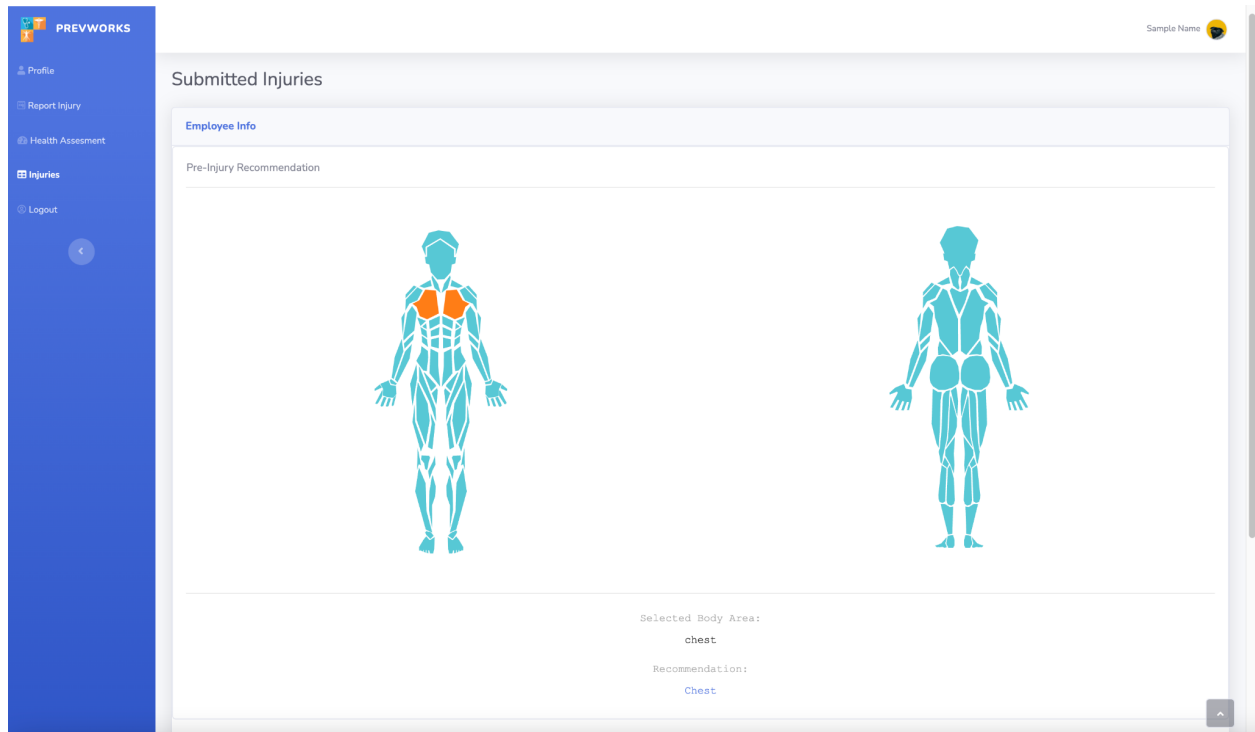 PREVWORKS
Sample Name
Profile
Report Injury
Health Assesment
Injuries
Logout
Submitted Injuries
Employee Info
Pre-Injury Recommendation
Selected Body Area:
chest
Recommendation:
Chest